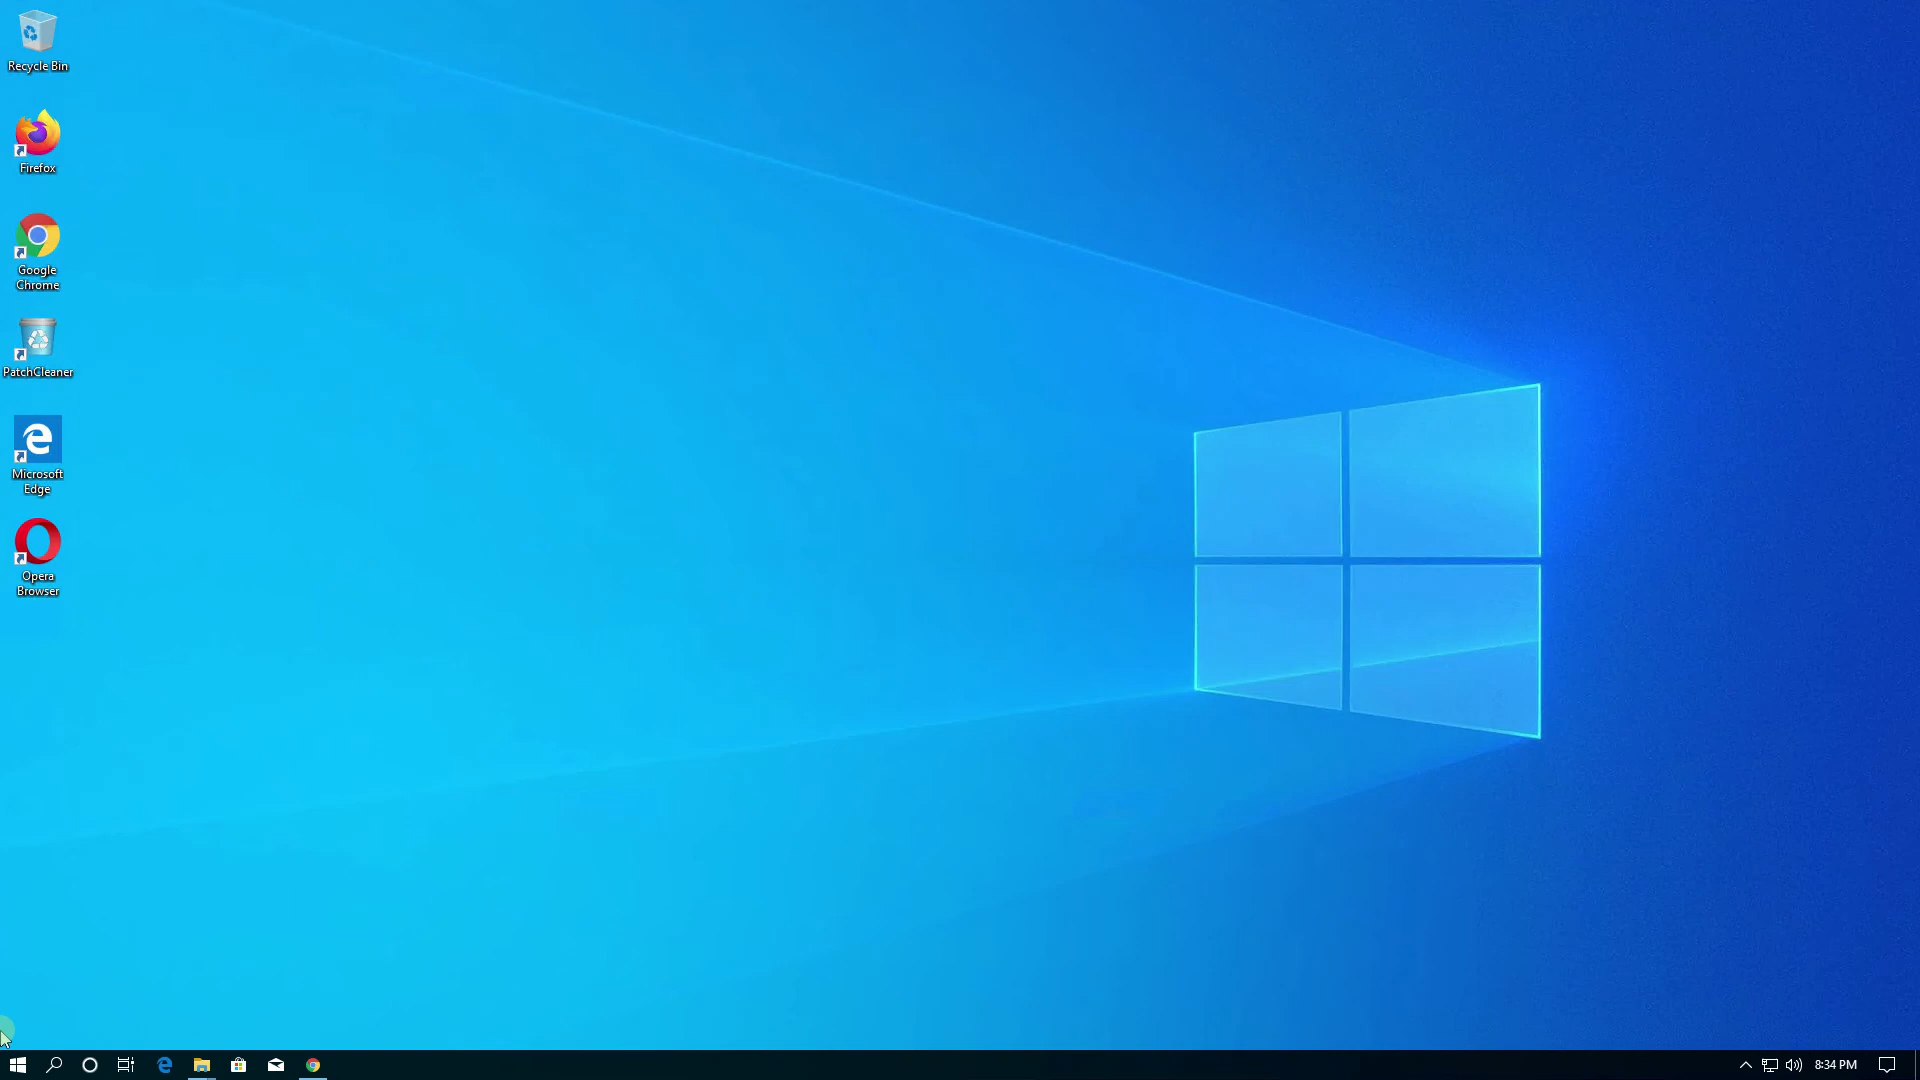 Recycle Bin
Firefox
Google
Chrome
PatchCleaner
Microsoft
Edge
Opera
Browser
8:34 PM